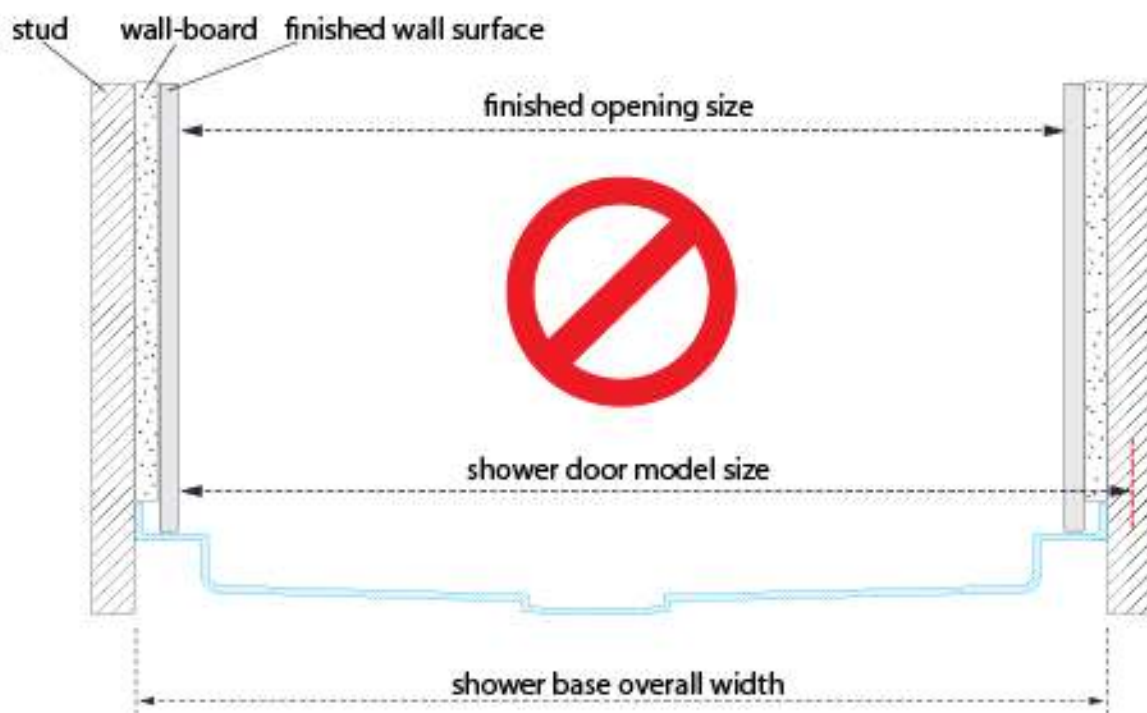 stud wall-board finished wall surface
finished opening size
shower door model size
shower base overall width